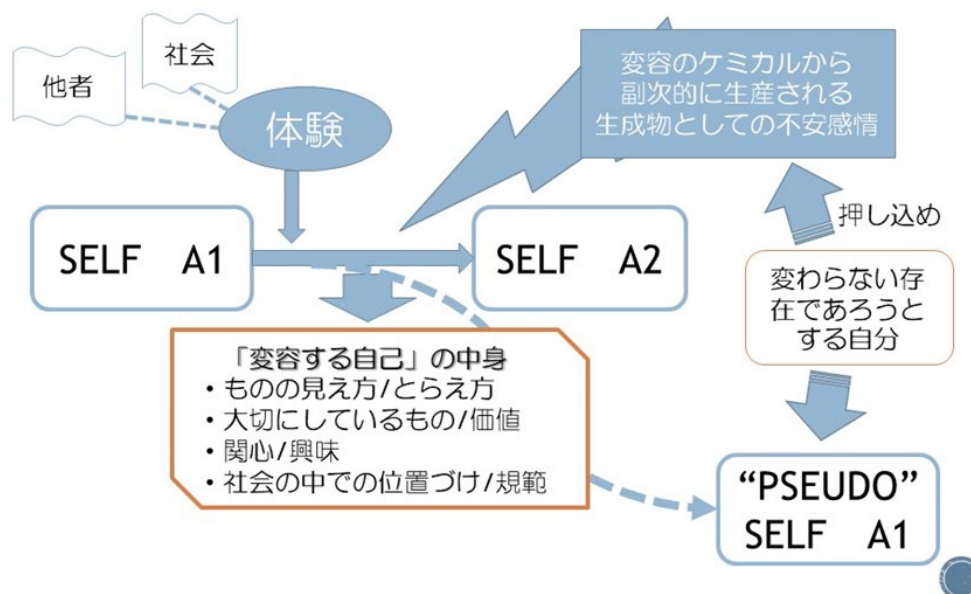 社会
他者
体験
変容のケミカルから
副次的に生産される
生成物としての不安感情
押し込め
SELF A1
SELF A2
変わらない存
在であろうと
する自分
「変容する自己」の中身
・ものの見え方/とらえ方
・大切にしているもの/価値
・関心/興味
・社会の中での位置づけ/規範
“PSEUDO”
SELF A1